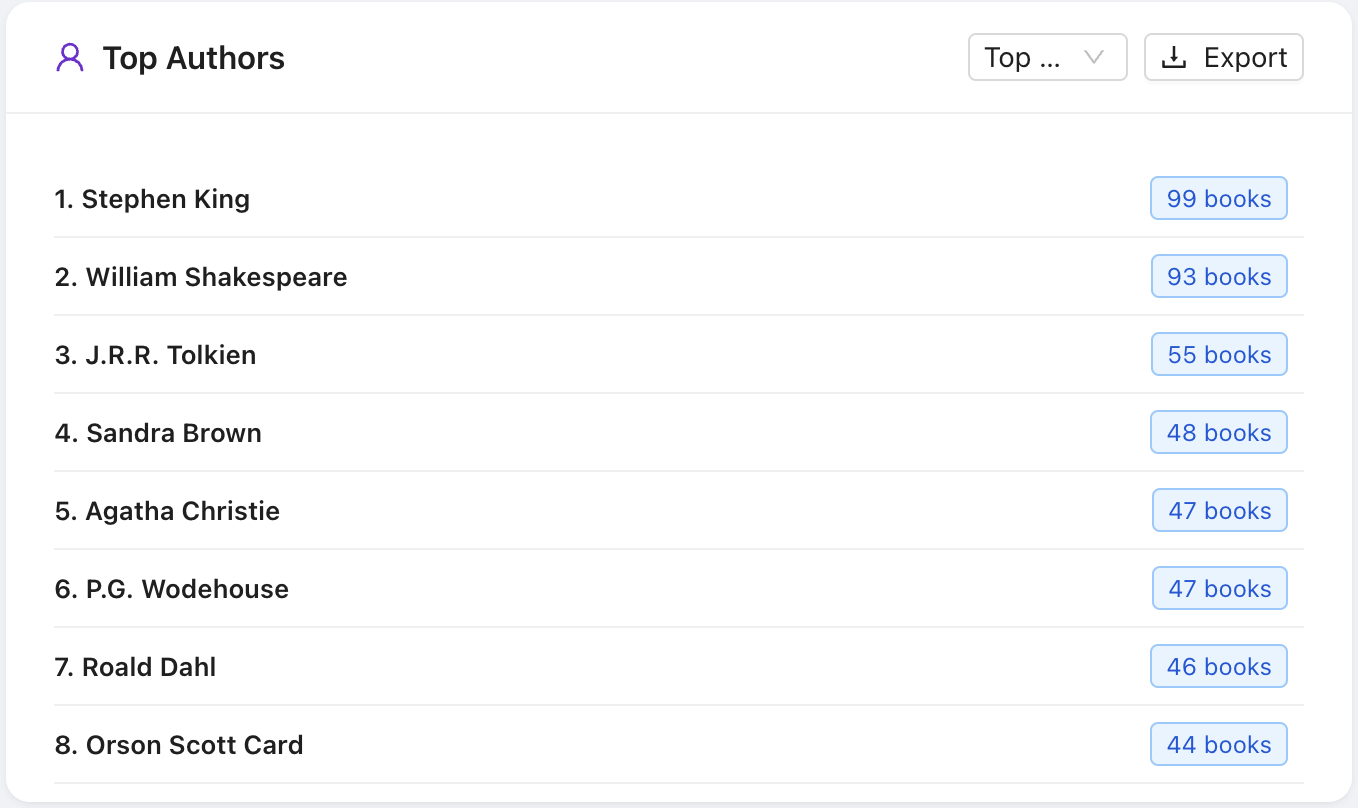 Top Authors
Top ...
Export
1. Stephen King 99 books
2. William Shakespeare 93 books
3. J.R.R. Tolkien 55 books
4. Sandra Brown 48 books
5. Agatha Christie 47 books
6. P.G. Wodehouse 47 books
7. Roald Dahl 46 books
8. Orson Scott Card 44 books